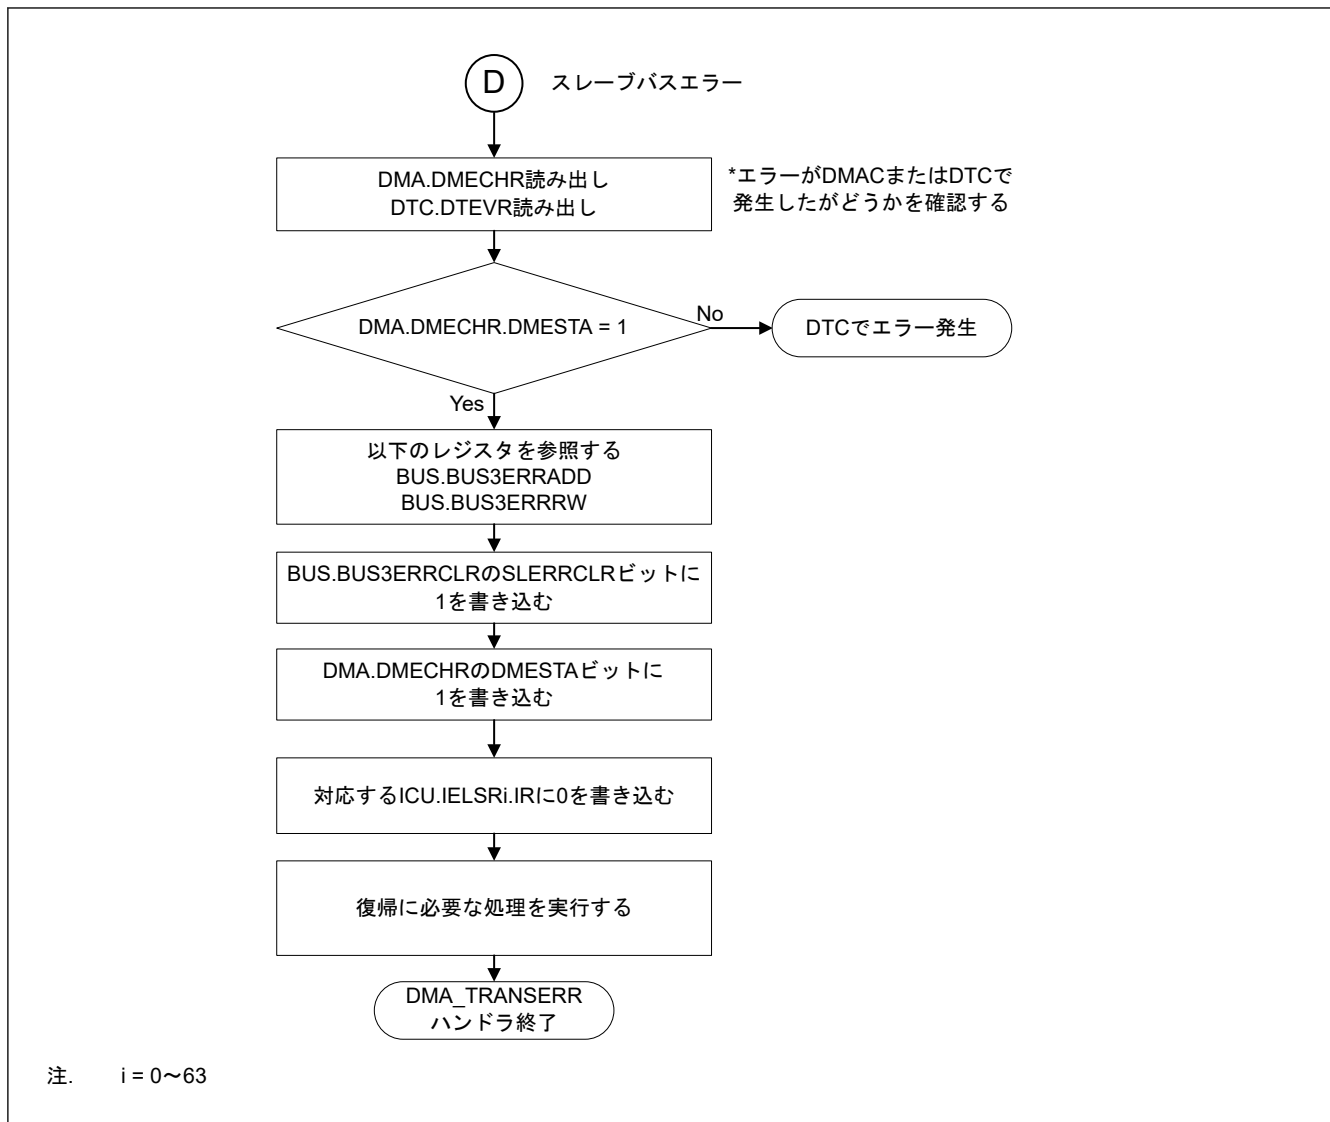 D
スレーブバスエラー
DMA.DMECHR読み出し
DTC.DTEVR読み出し
*エラーがDMACまたはDTCで
発生したがどうかを確認する
DMA.DMECHR.DMESTA = 1
No
DTCでエラー発生
Yes
以下のレジスタを参照する
BUS.BUS3ERRADD
BUS.BUS3ERRRW
BUS.BUS3ERRCLRのSLERRCLRビットに
1を書き込む
DMA.DMECHRのDMESTAビットに
1を書き込む
対応するICU.IELSRi.IRに0を書き込む
復帰に必要な処理を実行する
DMA_TRANSERR
ハンドラ終了
注. i = 0～63